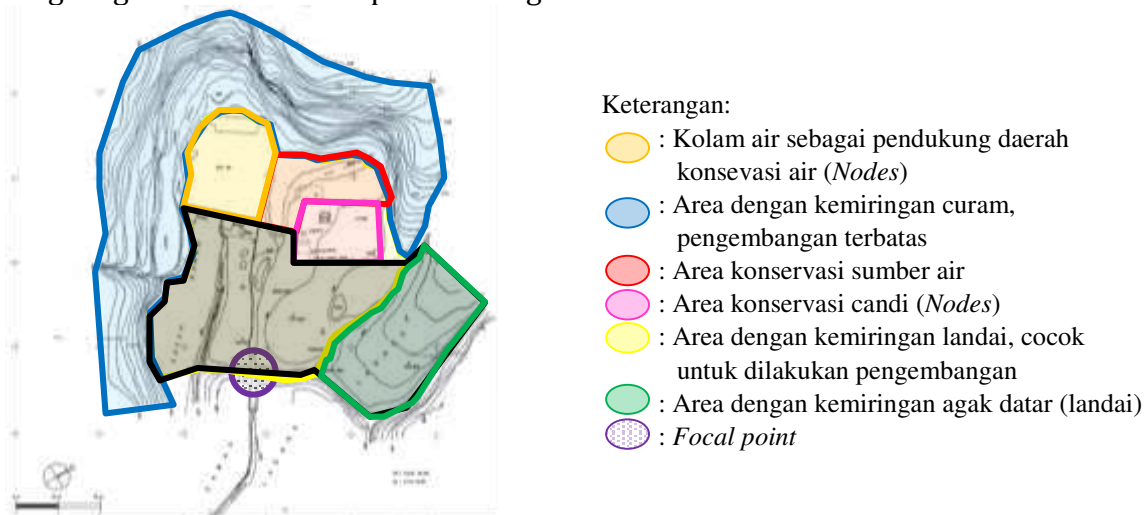 Keterangan:
: Kolam air sebagai pendukung daerah
konsevasi air (Nodes)
: Area dengan kemiringan curam,
pengembangan terbatas
: Area konservasi sumber air
: Area konservasi candi (Nodes)
: Area dengan kemiringan landai, cocok
untuk dilakukan pengembangan
: Area dengan kemiringan agak datar (landai)
: Focal point